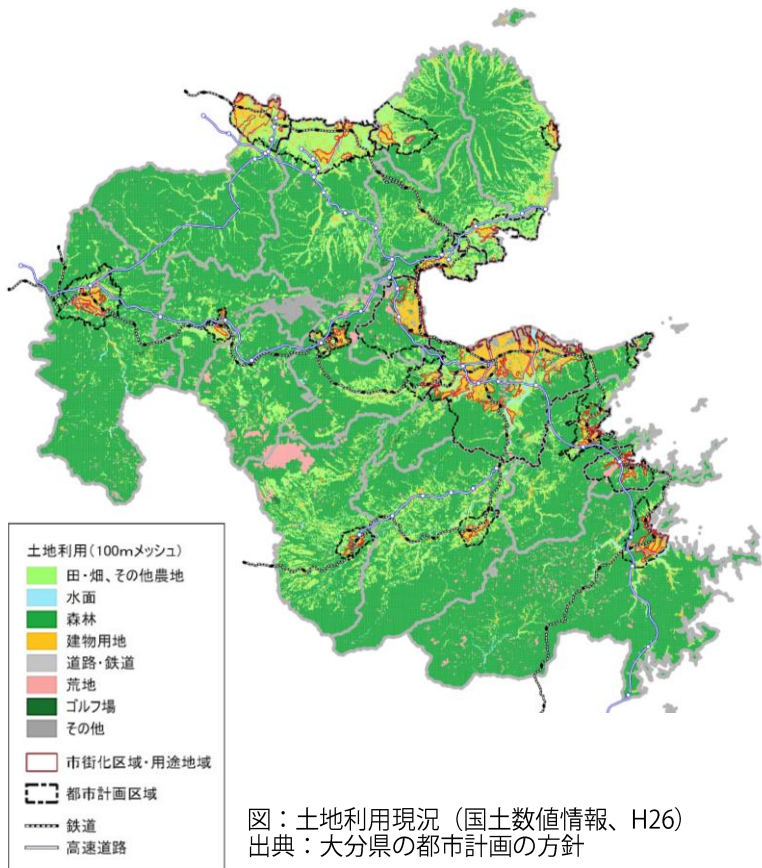 土地利用(100mメッシュ)
田・畑、その他農地
水面
森林
建物用地
道路・鉄道
荒地
ゴルフ場
その他
市街化区域・用途地域
都市計画区域
鉄道
高速道路
図：土地利用現況（国土数値情報、H26）
出典：大分県の都市計画の方針